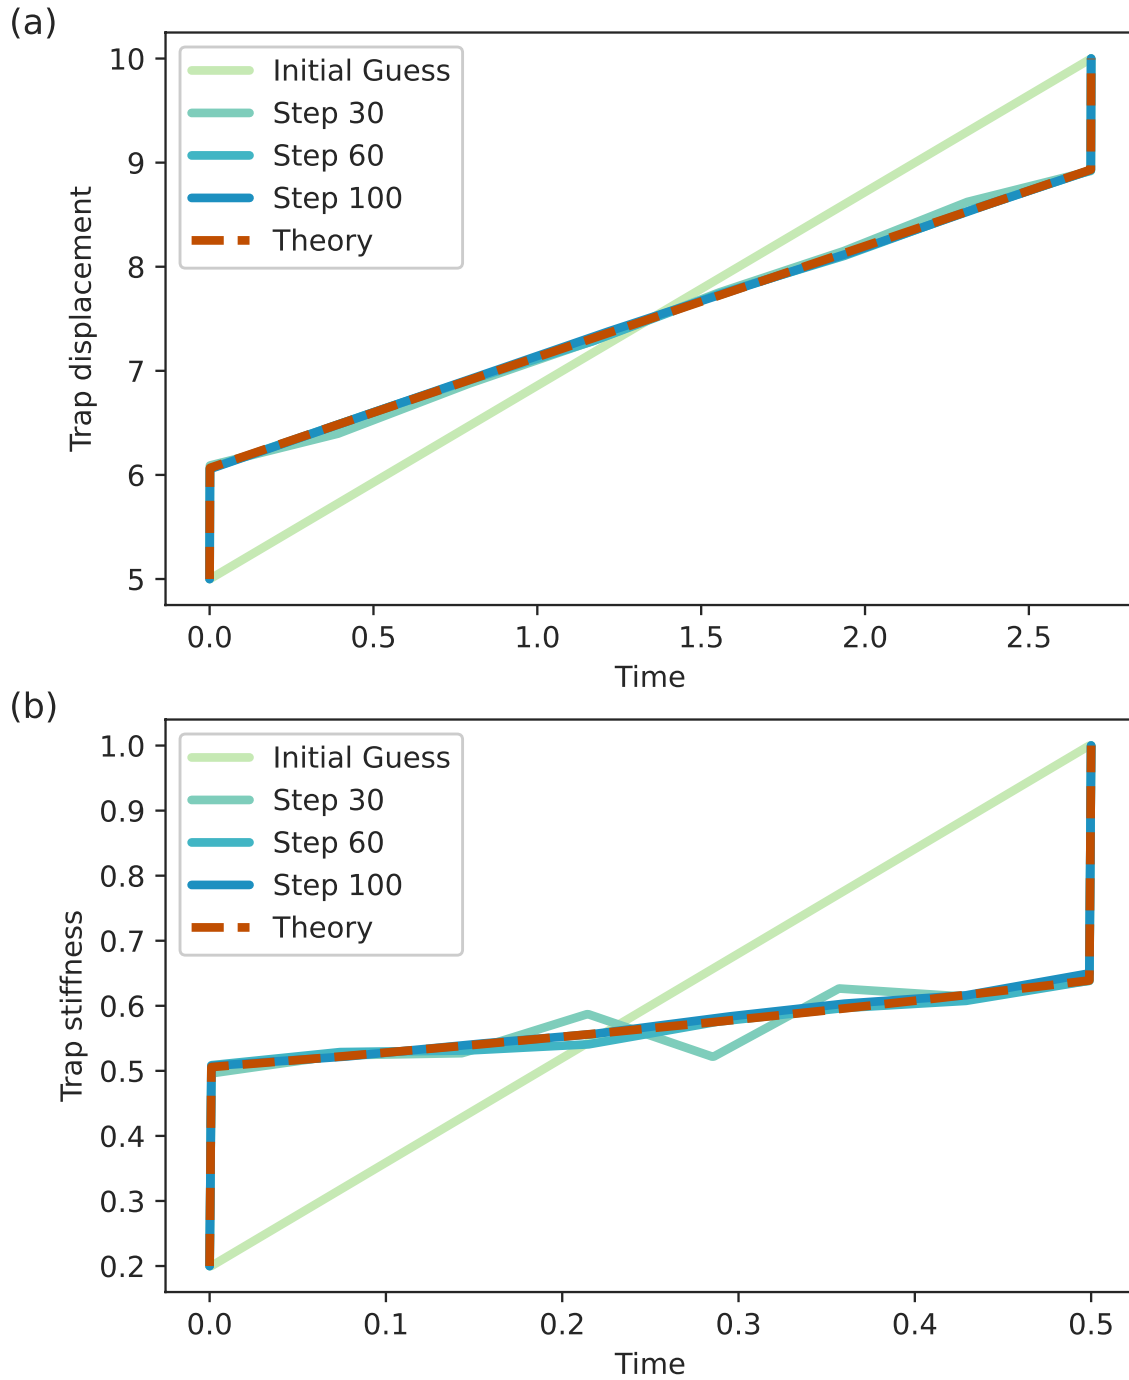 (a)
10
9
8
7
6
5
Trap displacement
Initial Guess
Step 30
Step 60
Step 100
Theory
0.0 0.5 1.0 1.5 2.0 2.5
Time
(b)
1.0
0.9
0.8
0.7
0.6
0.5
0.4
0.3
0.2
Trap stiffness
Initial Guess
Step 30
Step 60
Step 100
Theory
0.0 0.1 0.2 0.3 0.4 0.5
Time